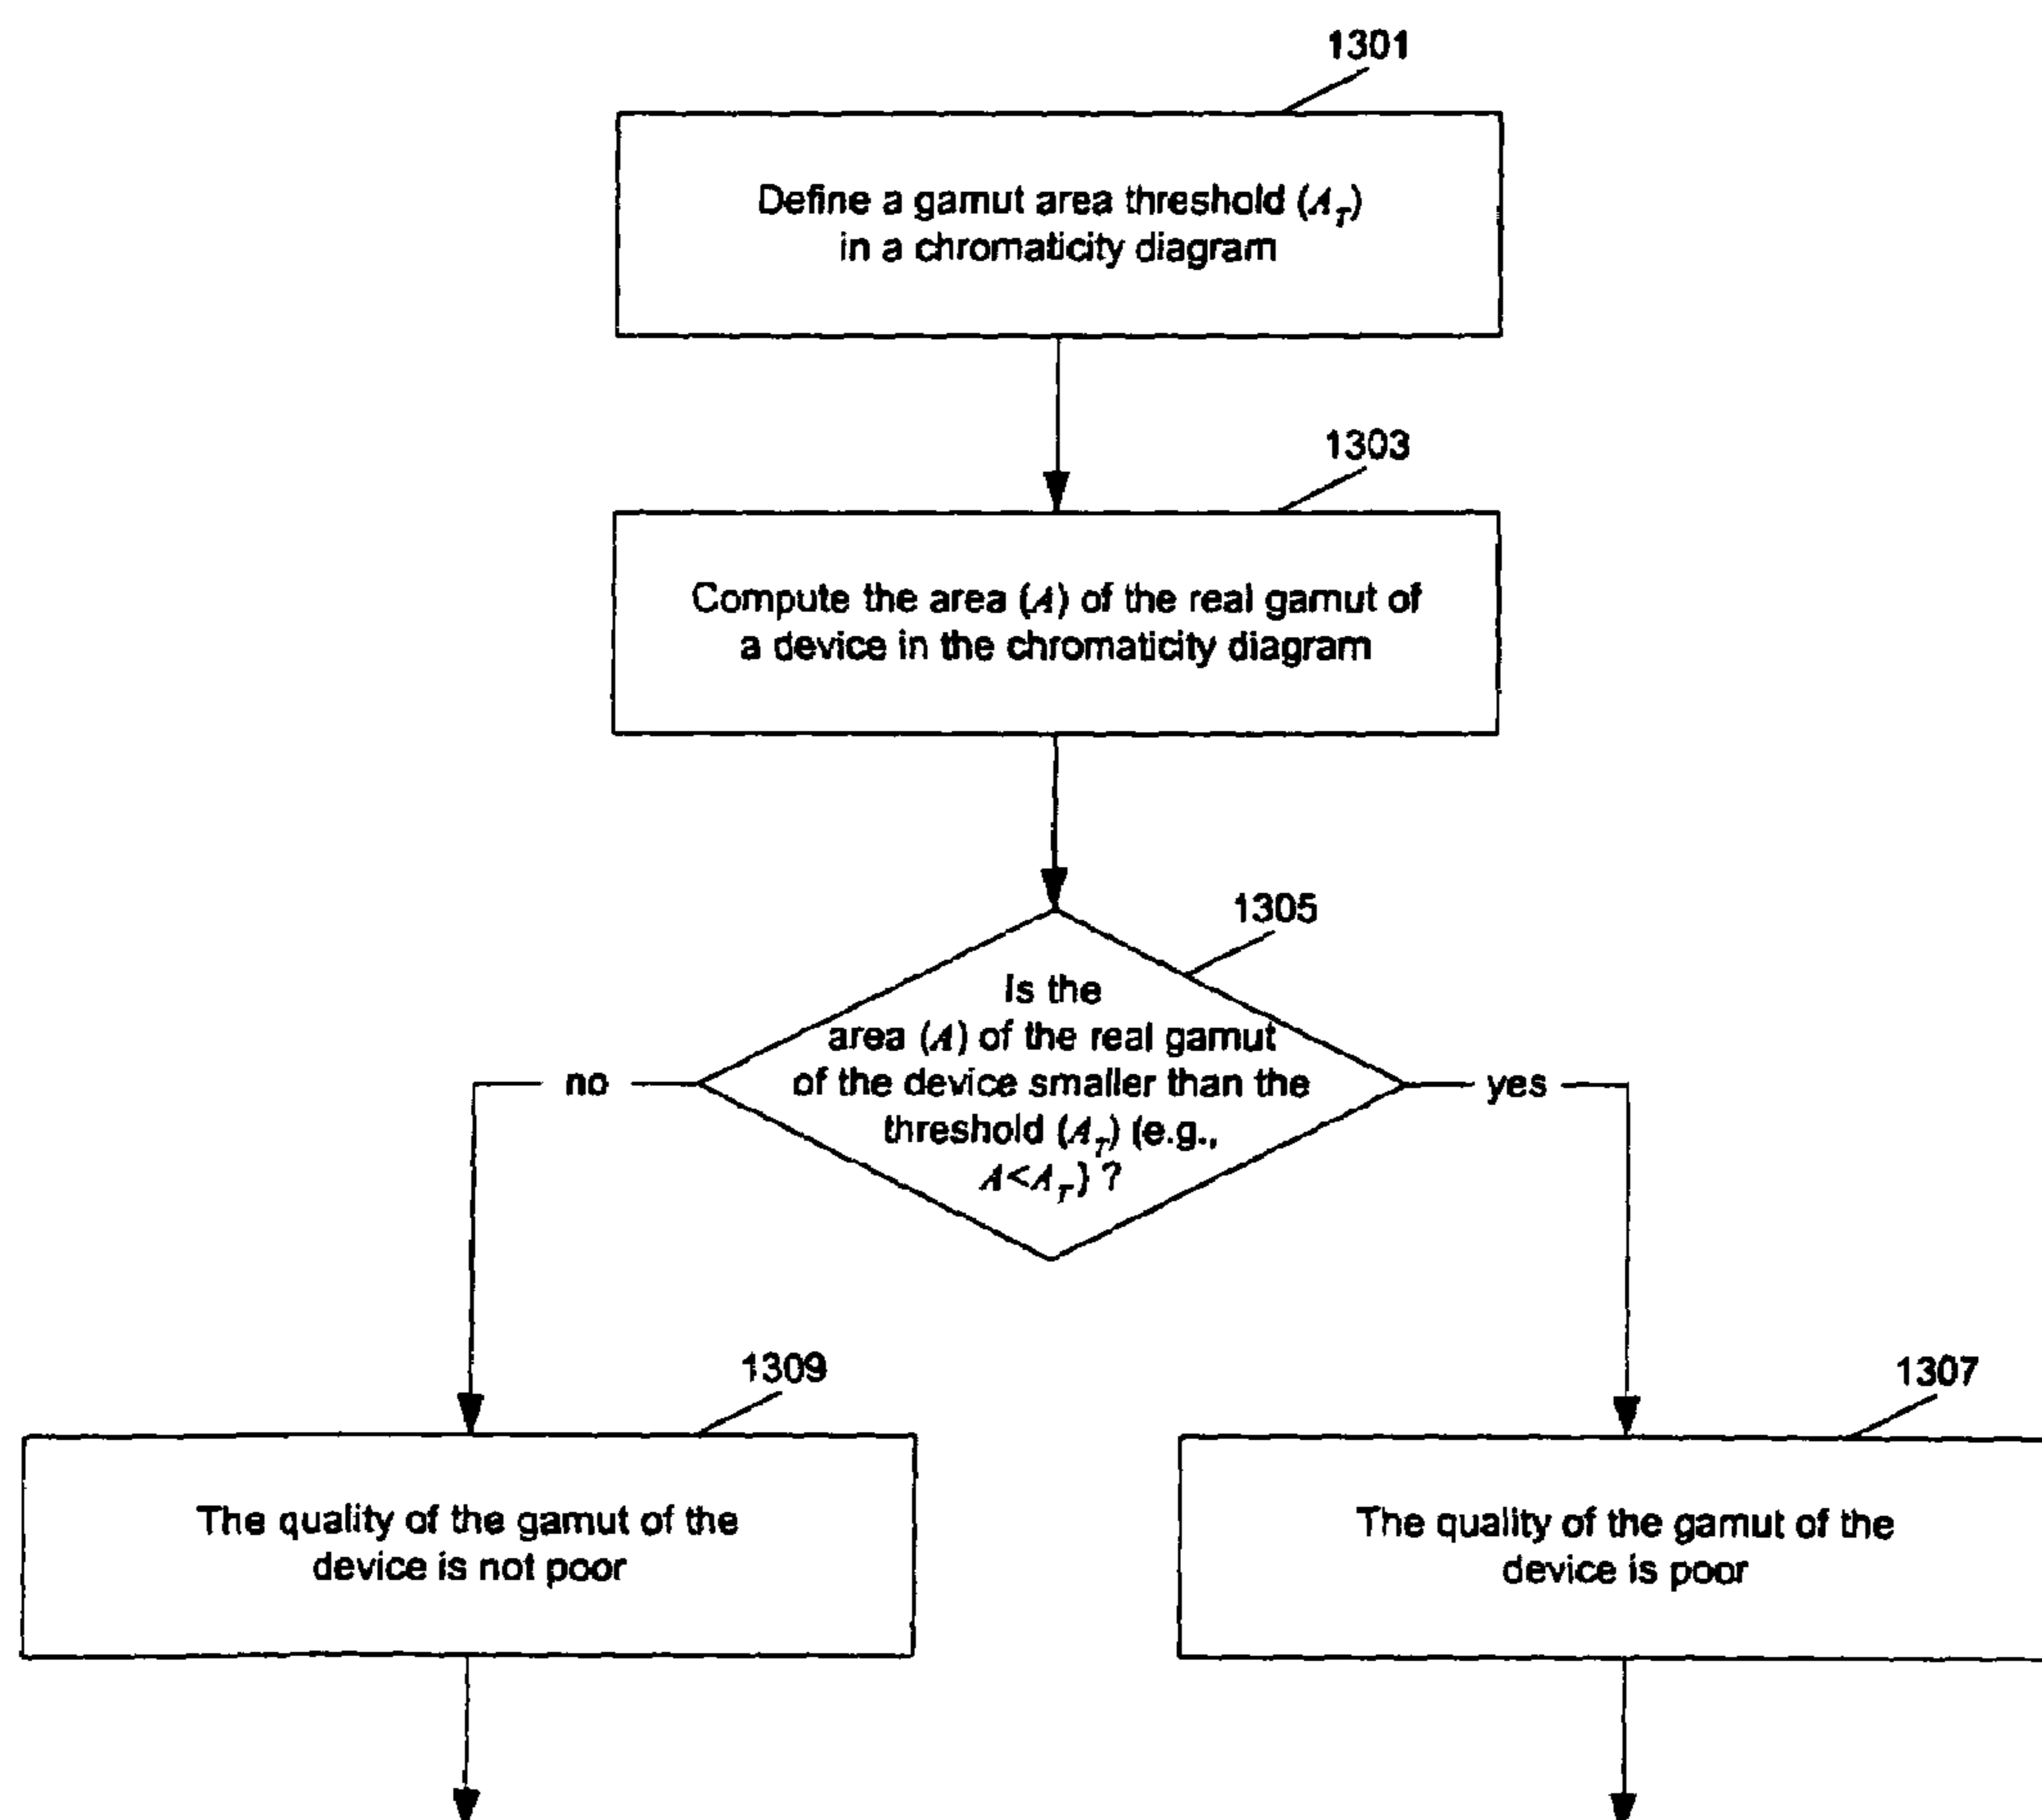 1301
Define a gamut area threshold (A_T)
in a chromaticity diagram
1303
Compute the area (A) of the real gamut of
a device in the chromaticity diagram
1305
Is the
area (A) of the real gamut
of the device smaller than the
threshold (A_T) (e.g.,
A<A_T) ?
no
yes
1309
The quality of the gamut of the
device is not poor
1307
The quality of the gamut of the
device is poor